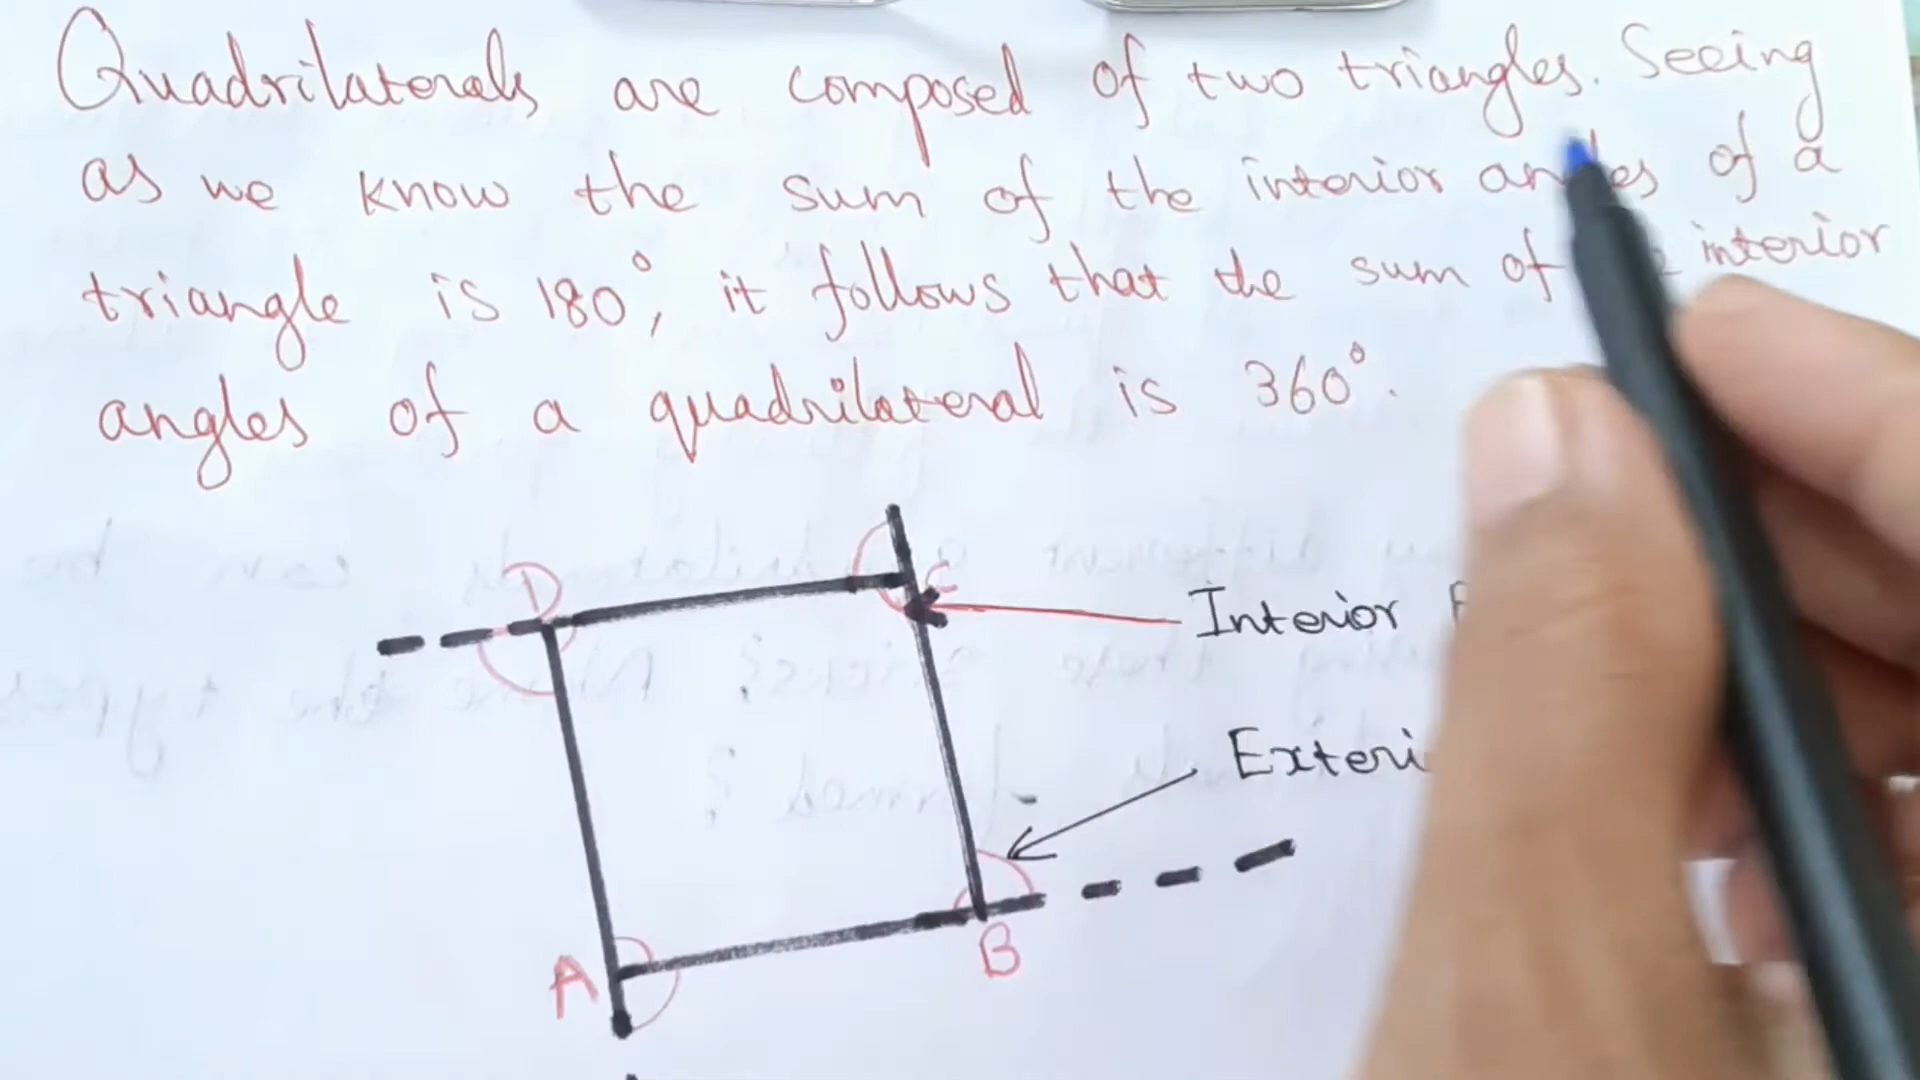 Quadrilaterals are composed of two triangles. Seeing
as we know the sum of the interior angles of a
triangle is 180°, it follows that the sum of interior
angles of a quadrilateral is 360°.
D
C
Interior
Exteri
B
A